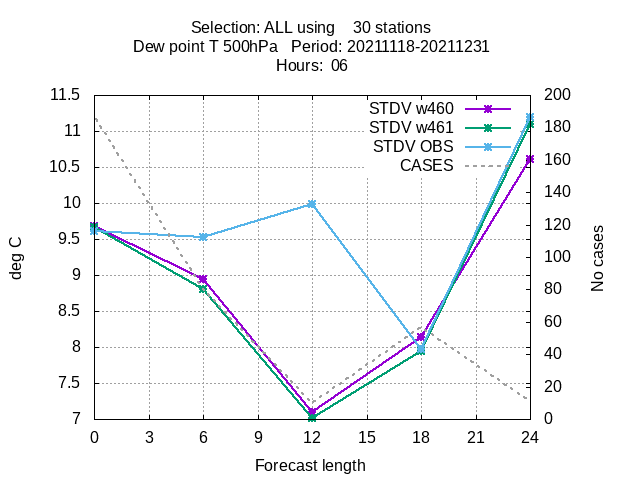 Selection: ALL using    30 stations
Dew point T 500hPa   Period: 20211118-20211231
Hours:  06
STDV w460
STDV w461
STDV OBS
CASES
11.5
11
10.5
10
9.5
9
8.5
8
7.5
7
deg C
200
180
160
140
120
100
80
60
40
20
0
No cases
0 3 6 9 12 15 18 21 24
Forecast length